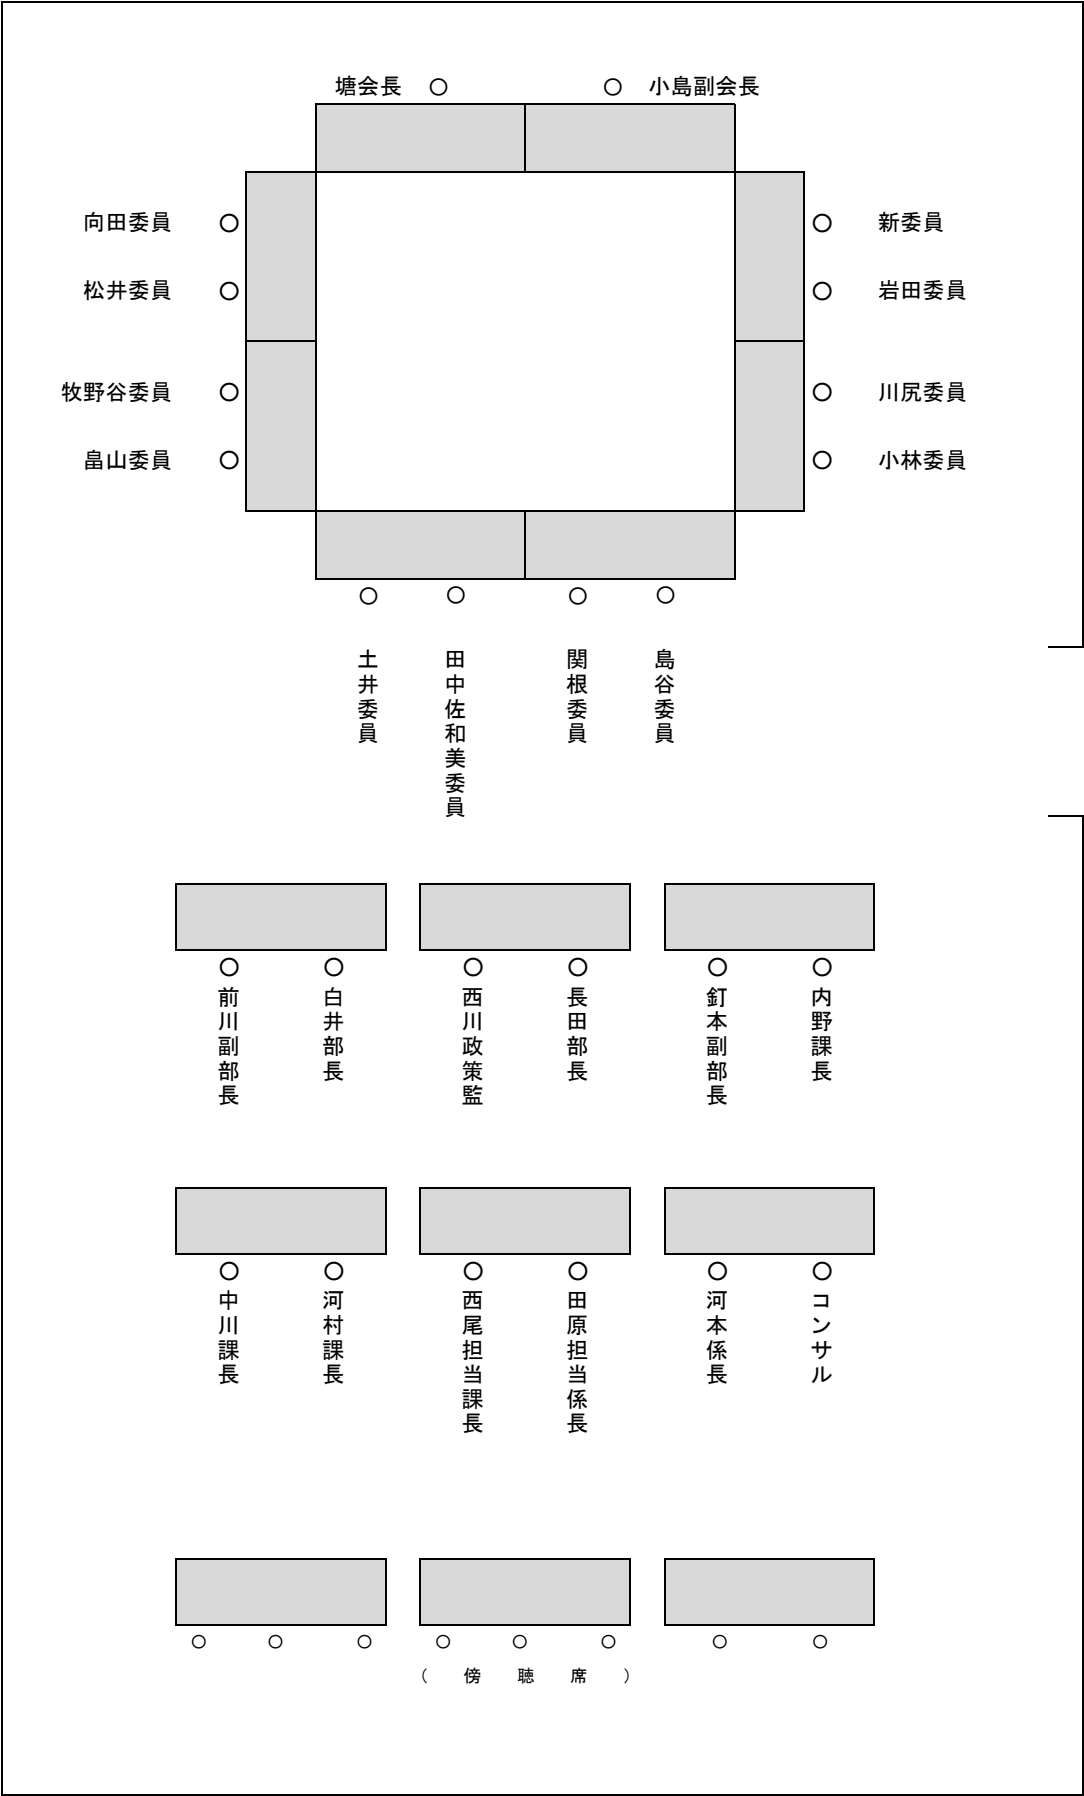 塘会長 ○ ○ 小島副会長
向田委員 ○ ○ 新委員
松井委員 ○ ○ 岩田委員
牧野谷委員 ○ ○ 川尻委員
畠山委員 ○ ○ 小林委員
○ ○ ○ ○
土井委員
田中佐和美委員
関根委員
島谷委員
○ ○ ○ ○ ○ ○
前川副部長
白井部長
西川政策監
長田部長
釘本副部長
内野課長
○ ○ ○ ○ ○ ○
中川課長
河村課長
西尾担当課長
田原担当係長
河本係長
コンサル
○ ○ ○ ○ ○ ○ ○ ○
（ 傍 聴 席 ）